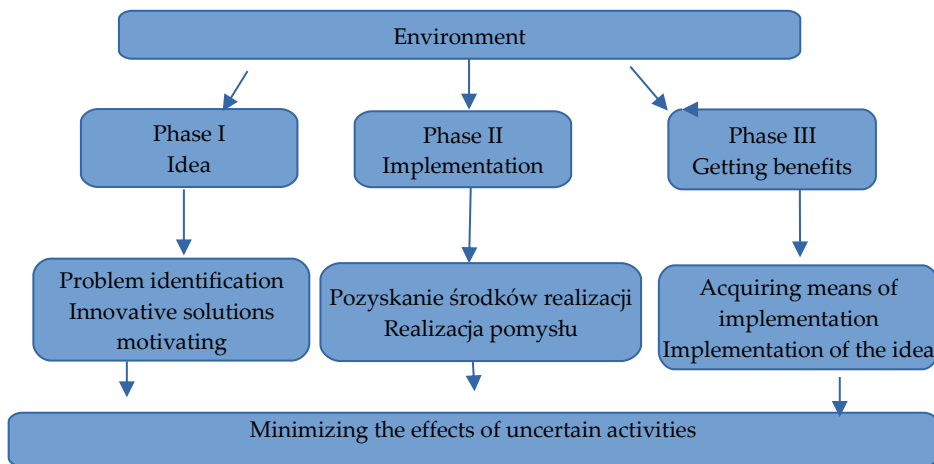 Environment
Phase I
Idea
Phase II
Implementation
Phase III
Getting benefits
Problem identification
Innovative solutions
motivating
Pozyskanie środków realizacji
Realizacja pomysłu
Acquiring means of
implementation
Implementation of the idea
Minimizing the effects of uncertain activities